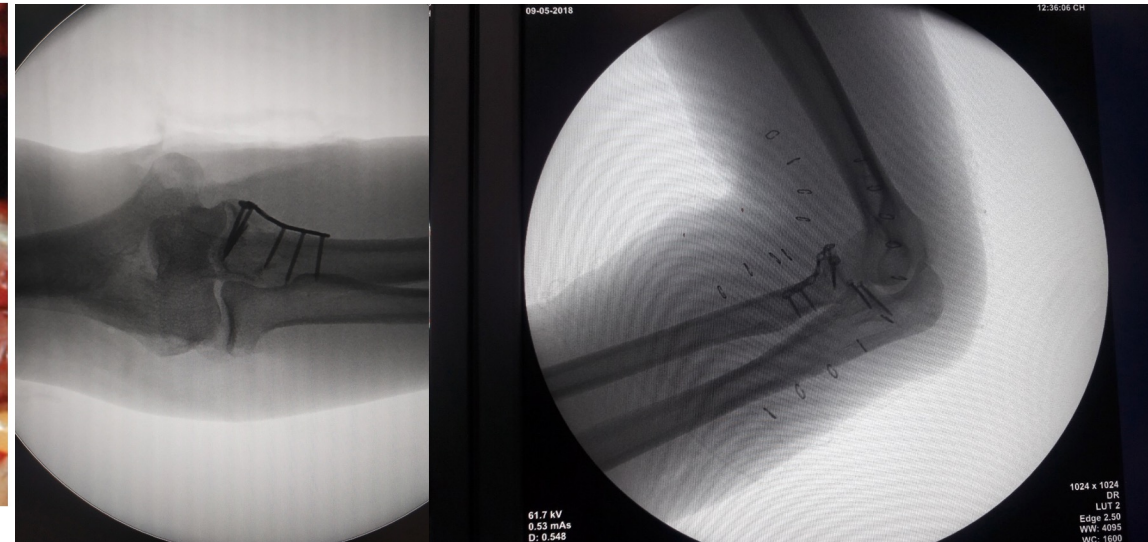 09-05-2018
12:36:06 CH
61.7 kV
0.53 mAs
D: 0.548
1024 x 1024
DR
LUT 2
Edge 2.50
WW: 4095
WC: 1600